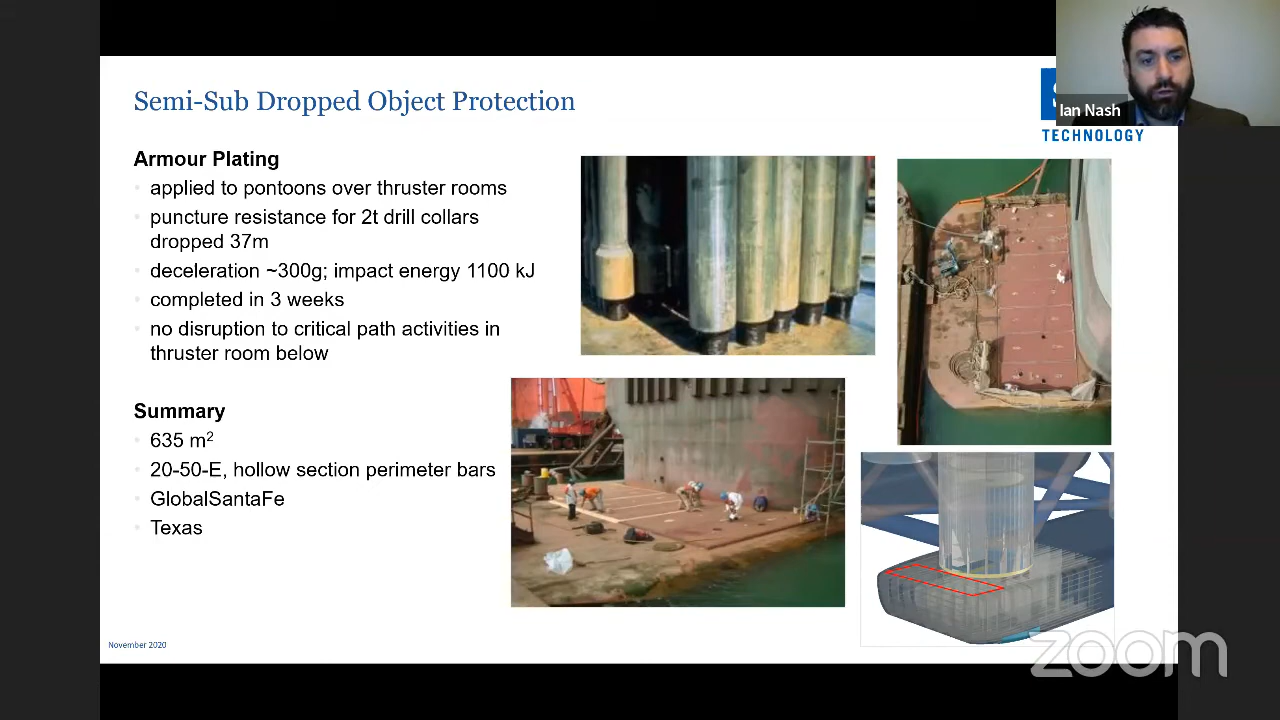 Semi-Sub Dropped Object Protection
Ian Nash
TECHNOLOGY
Armour Plating
applied to pontoons over thruster rooms
puncture resistance for 2t drill collars
dropped 37m
deceleration ~300g; impact energy 1100 kJ
completed in 3 weeks
no disruption to critical path activities in
thruster room below
Summary
635 m²
20-50-E, hollow section perimeter bars
GlobalSantaFe
Texas
November 2020
zoom